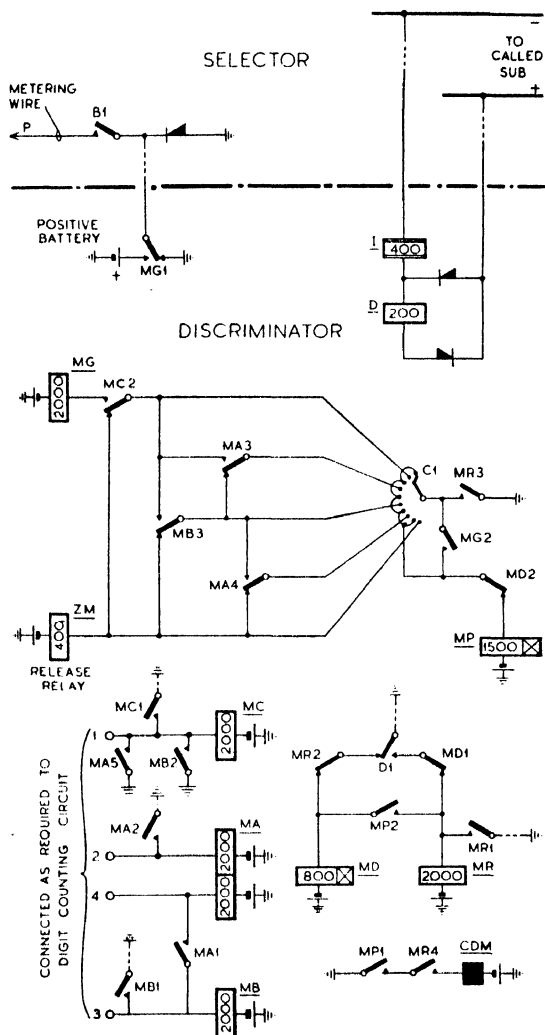 SELECTOR
−
TO
CALLED
SUB
+
METERING
WIRE
P
B1
POSITIVE
BATTERY
+
MG1
I
400
D
200
DISCRIMINATOR
MG
2000
MC2
MA3
C1
MR3
MB3
MG2
MA4
MD2
ZM
400
MP
1500
RELEASE
RELAY
MC1
MC
2000
1
MA5
MB2
MR2
D1
MD1
MA2
MA
2000
2
MP2
MR1
4
2000
800
MD
2000
MR
MA1
MB1
MB
2000
3
MP1
MR4
CDM
CONNECTED AS REQUIRED TO
DIGIT COUNTING CIRCUIT